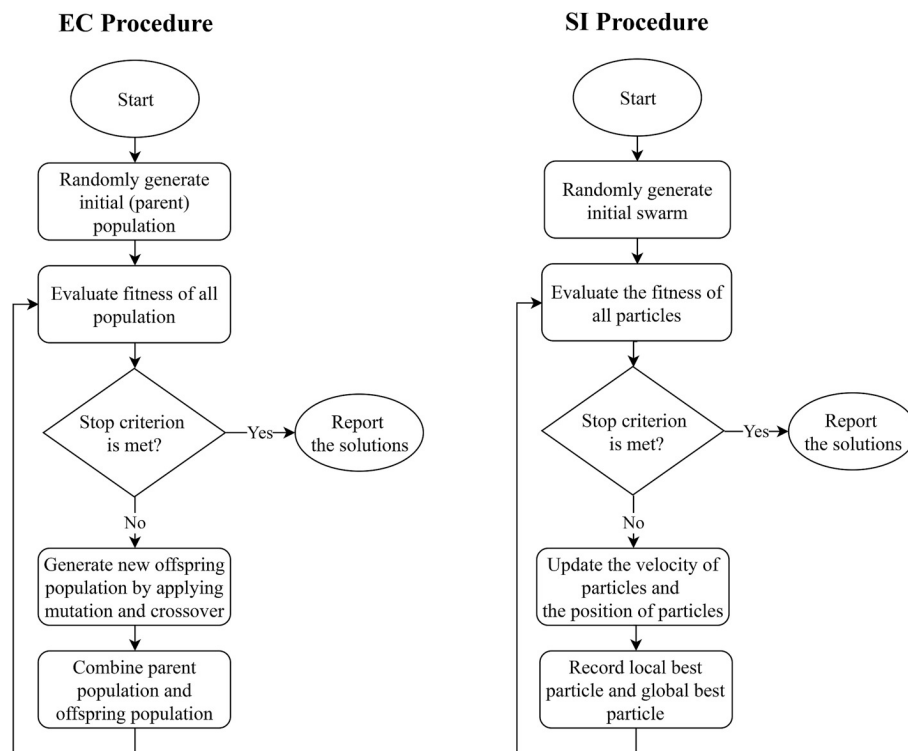 EC Procedure
Start
Randomly generate
initial (parent)
population
Evaluate fitness of all
population
Stop criterion
is met?
Yes
Report
the solutions
No
Generate new offspring
population by applying
mutation and crossover
Combine parent
population and
offspring population
SI Procedure
Start
Randomly generate
initial swarm
Evaluate the fitness of
all particles
Stop criterion
is met?
Yes
Report
the solutions
No
Update the velocity of
particles and
the position of particles
Record local best
particle and global best
particle